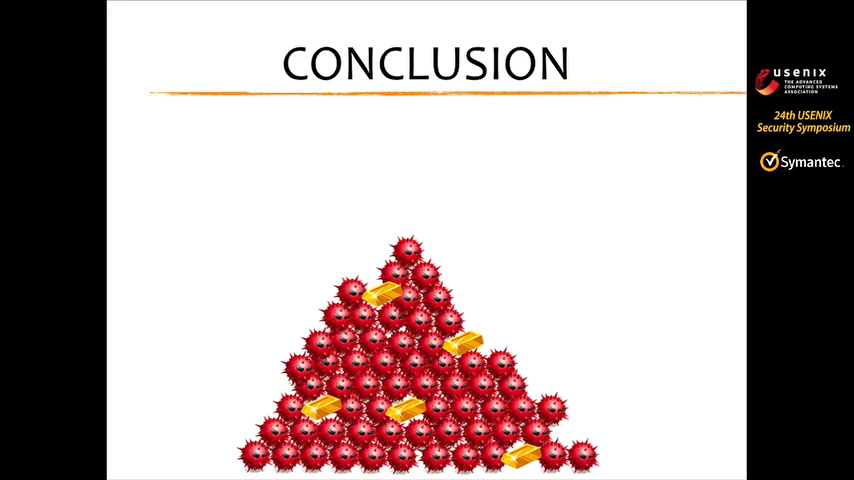 CONCLUSION
usenix
THE ADVANCED
COMPUTING SYSTEMS
ASSOCIATION
24th USENIX
Security Symposium
Symantec.